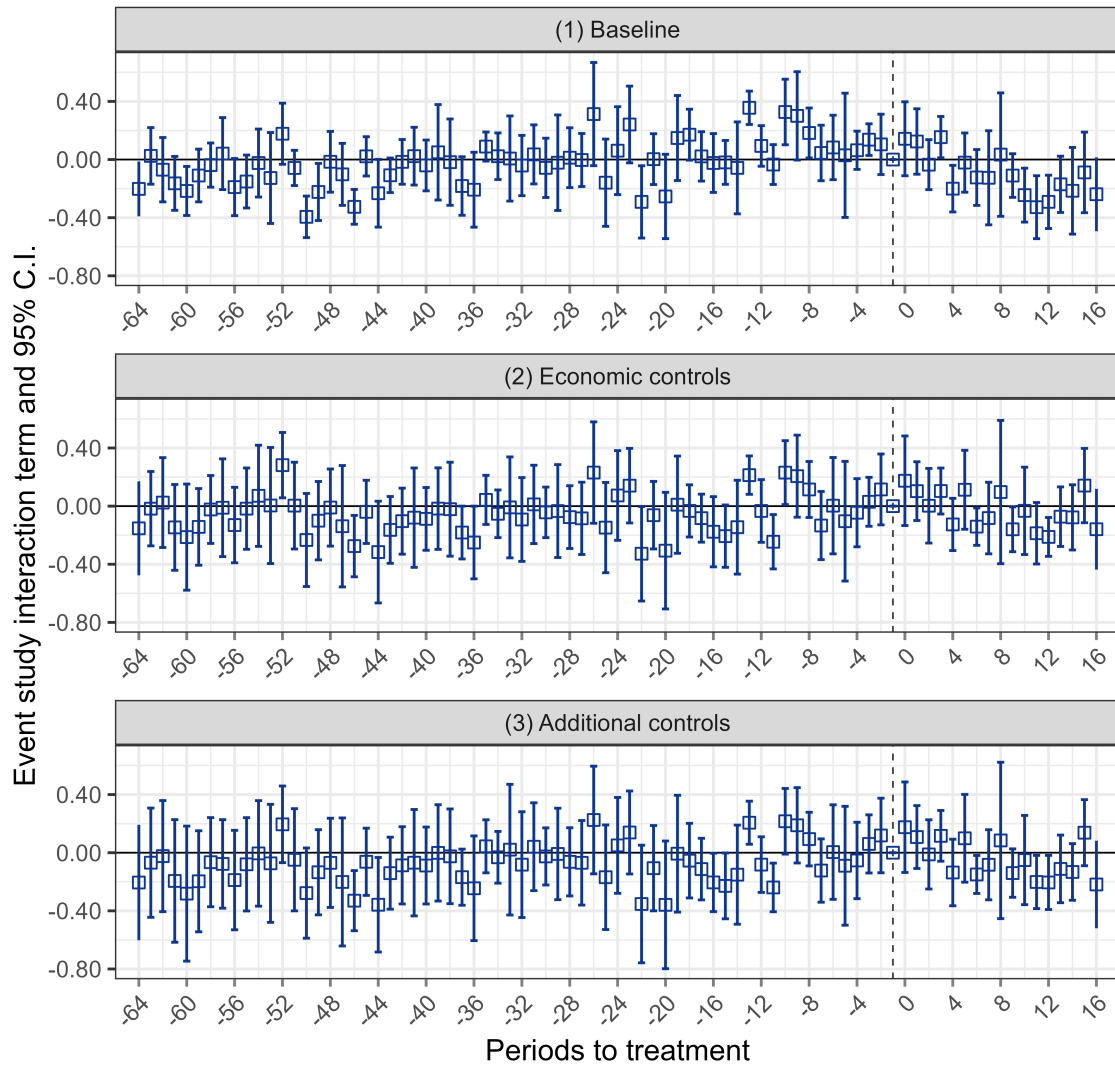 (1) Baseline
0.40
0.00
-0.40
-0.80
-64 -60 -56 -52 -48 -44 -40 -36 -32 -28 -24 -20 -16 -12 -8 -4 0 4 8 12 16
(2) Economic controls
0.40
0.00
-0.40
-0.80
-64 -60 -56 -52 -48 -44 -40 -36 -32 -28 -24 -20 -16 -12 -8 -4 0 4 8 12 16
(3) Additional controls
0.40
0.00
-0.40
-0.80
-64 -60 -56 -52 -48 -44 -40 -36 -32 -28 -24 -20 -16 -12 -8 -4 0 4 8 12 16
Event study interaction term and 95% C.I.
Periods to treatment